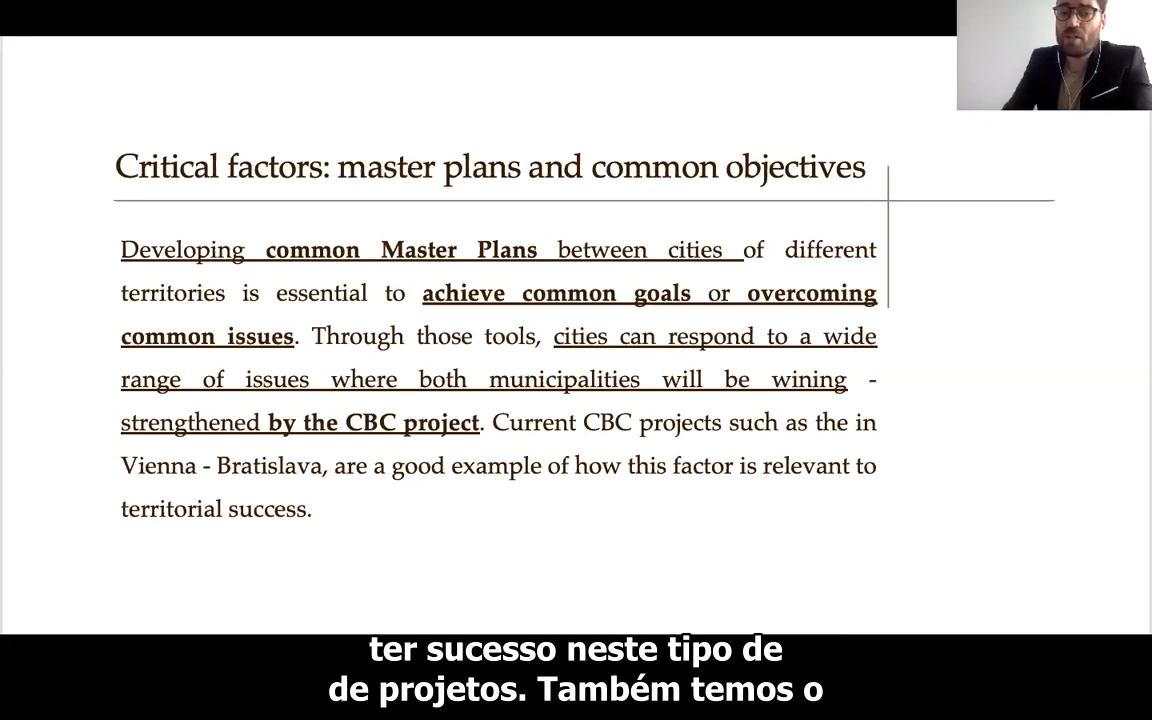 Critical factors: master plans and common objectives
Developing common Master Plans between cities of different
territories is essential to achieve common goals or overcoming
common issues. Through those tools, cities can respond to a wide
range of issues where both municipalities will be wining -
strengthened by the CBC project. Current CBC projects such as the in
Vienna - Bratislava, are a good example of how this factor is relevant to
territorial success.
ter sucesso neste tipo de
de projetos. Também temos o